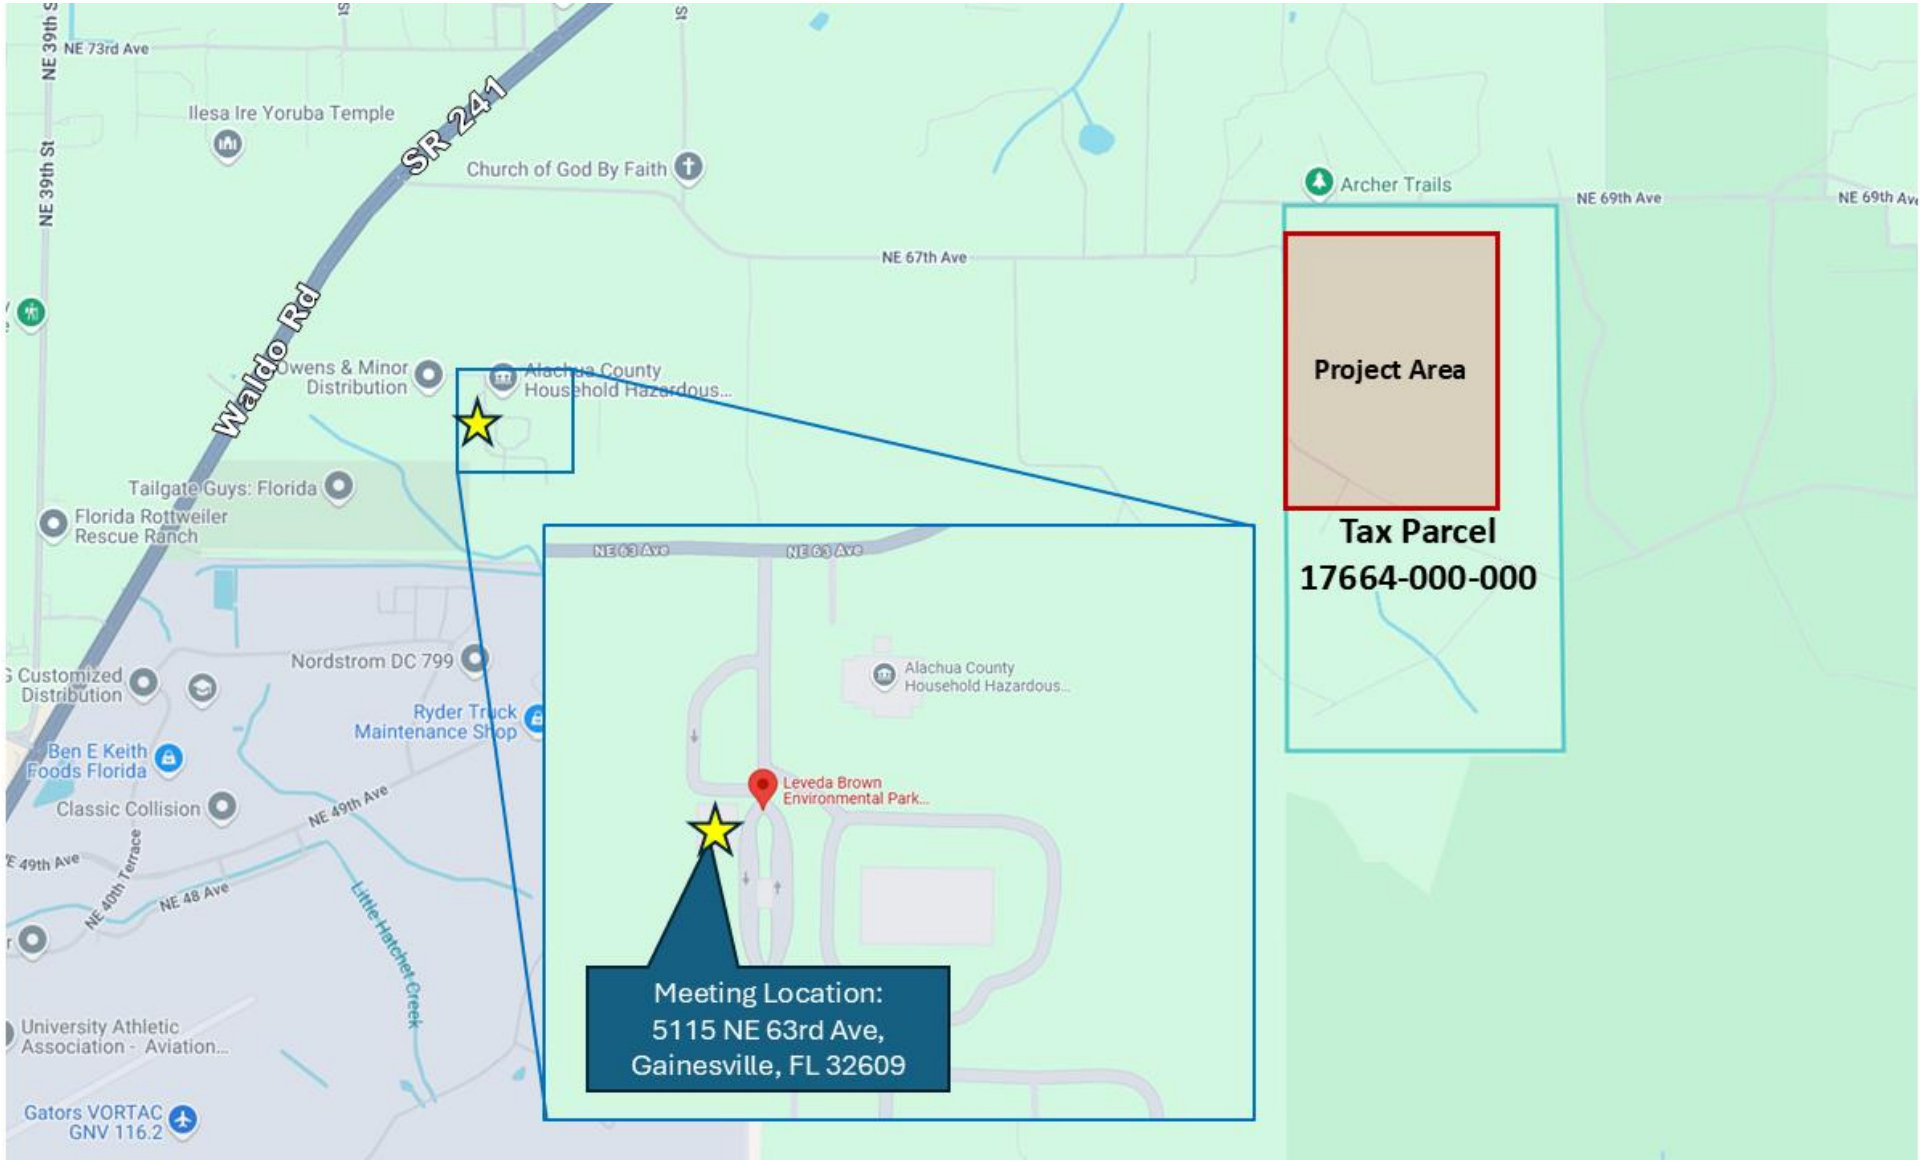 NE 39th S
NE 73rd Ave
St
St
Ilesa Ire Yoruba Temple
SR 241
Church of God By Faith
NE 39th St
Archer Trails
NE 69th Ave
NE 69th Ave
NE 67th Ave
Waldo Rd
Owens & Minor
Distribution
Alachua County
Household Hazardous...
Project Area
Tailgate Guys: Florida
Florida Rottweiler
Rescue Ranch
Tax Parcel
17664-000-000
NE 63 Ave
NE 63 Ave
Nordstrom DC 799
G Customized
Distribution
Alachua County
Household Hazardous...
Ryder Truck
Maintenance Shop
Ben E Keith
Foods Florida
Leveda Brown
Environmental Park...
Classic Collision
NE 49th Ave
E 49th Ave
NE 40th Terrace
NE 48 Ave
Little Hatchet Creek
Meeting Location:
5115 NE 63rd Ave,
Gainesville, FL 32609
University Athletic
Association - Aviation...
Gators VORTAC
GNV 116.2